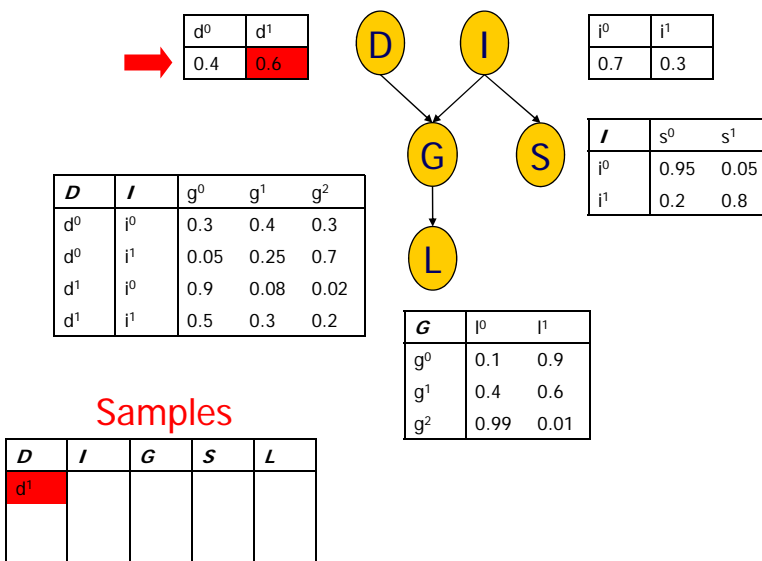 d⁰ d¹
0.4 0.6
D
I
i⁰ i¹
0.7 0.3
G
S
I s⁰ s¹
i⁰ 0.95 0.05
i¹ 0.2 0.8
D I g⁰ g¹ g²
d⁰ i⁰ 0.3 0.4 0.3
d⁰ i¹ 0.05 0.25 0.7
d¹ i⁰ 0.9 0.08 0.02
d¹ i¹ 0.5 0.3 0.2
L
G l⁰ l¹
g⁰ 0.1 0.9
g¹ 0.4 0.6
g² 0.99 0.01
Samples
D I G S L
d¹